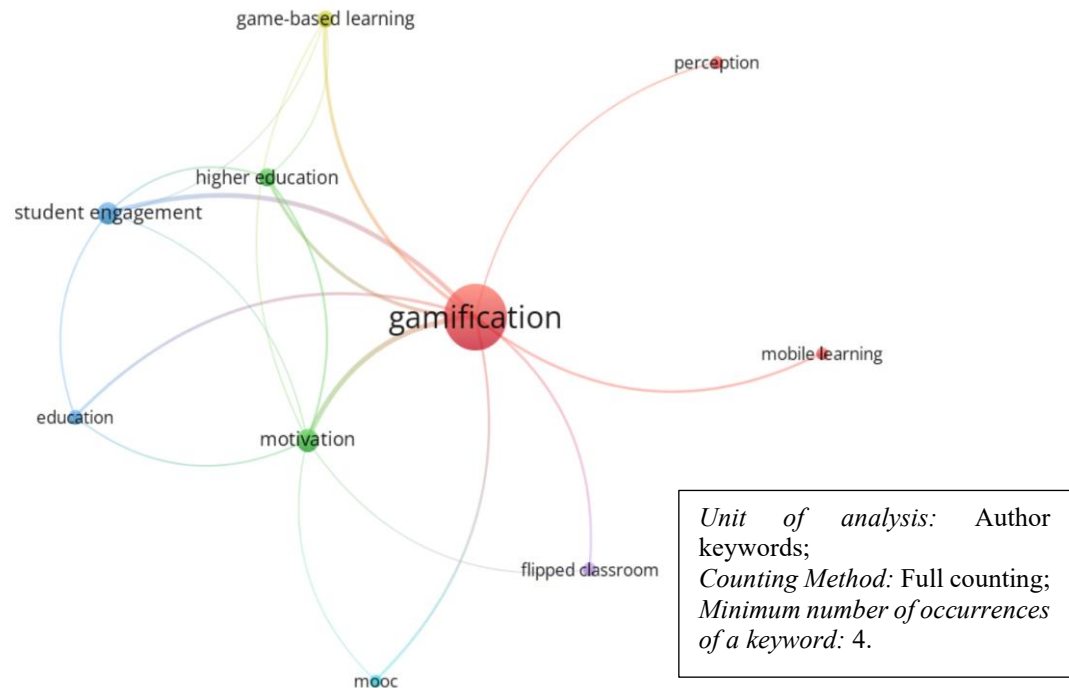 game-based learning
perception
higher education
student engagement
gamification
mobile learning
education
motivation
flipped classroom
mooc
Unit of analysis: Author
keywords;
Counting Method: Full counting;
Minimum number of occurrences
of a keyword: 4.